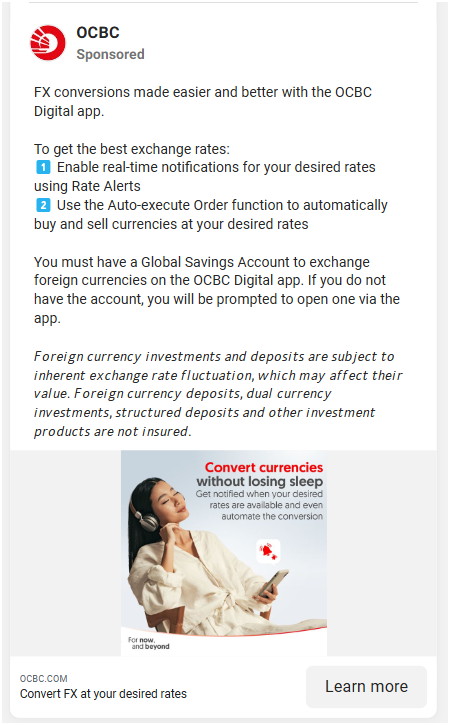 OCBC
Sponsored
FX conversions made easier and better with the OCBC
Digital app.
To get the best exchange rates:
1️⃣ Enable real-time notifications for your desired rates
using Rate Alerts
2️⃣ Use the Auto-execute Order function to automatically
buy and sell currencies at your desired rates
You must have a Global Savings Account to exchange
foreign currencies on the OCBC Digital app. If you do not
have the account, you will be prompted to open one via the
app.
Foreign currency investments and deposits are subject to
inherent exchange rate fluctuation, which may affect their
value. Foreign currency deposits, dual currency
investments, structured deposits and other investment
products are not insured.
Convert currencies
without losing sleep
Get notified when your desired
rates are available and even
automate the conversion
For now,
and beyond
OCBC.COM
Convert FX at your desired rates
Learn more